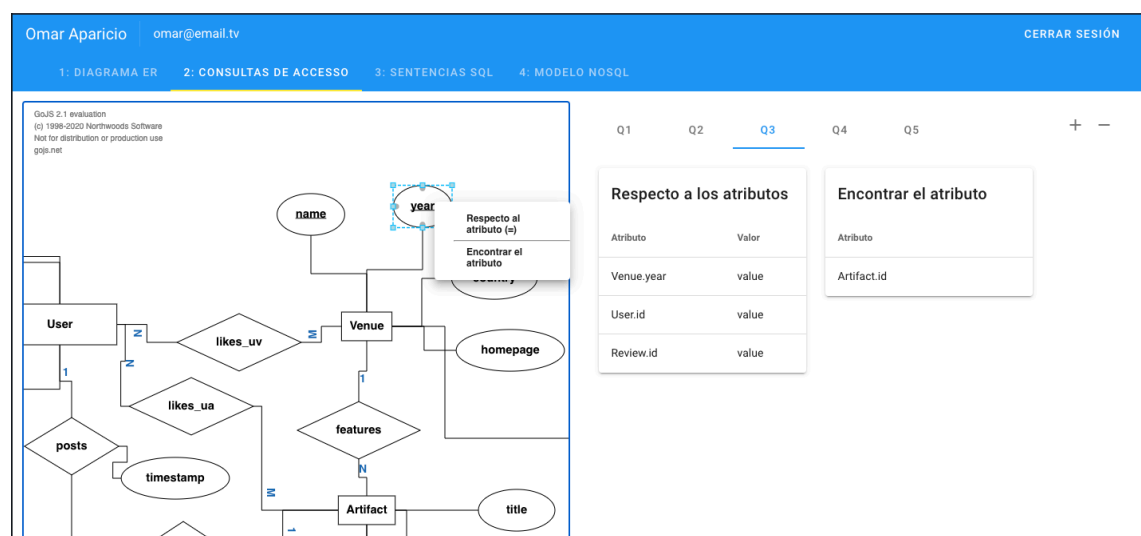 Omar Aparicio omar@email.tv CERRAR SESIÓN
1: DIAGRAMA ER 2: CONSULTAS DE ACCESSO 3: SENTENCIAS SQL 4: MODELO NOSQL
GoJS 2.1 evaluation
(c) 1998-2020 Northwoods Software
Not for distribution or production use
gojs.net
name
year
Respecto al
atributo (=)
Encontrar el
atributo
country
User
N
likes_uv
M
Venue
homepage
1
N
likes_ua
1
features
posts
timestamp
N
M
Artifact
title
1
Q1 Q2 Q3 Q4 Q5 + −
Respecto a los atributos
Atributo Valor
Venue.year value
User.id value
Review.id value
Encontrar el atributo
Atributo
Artifact.id